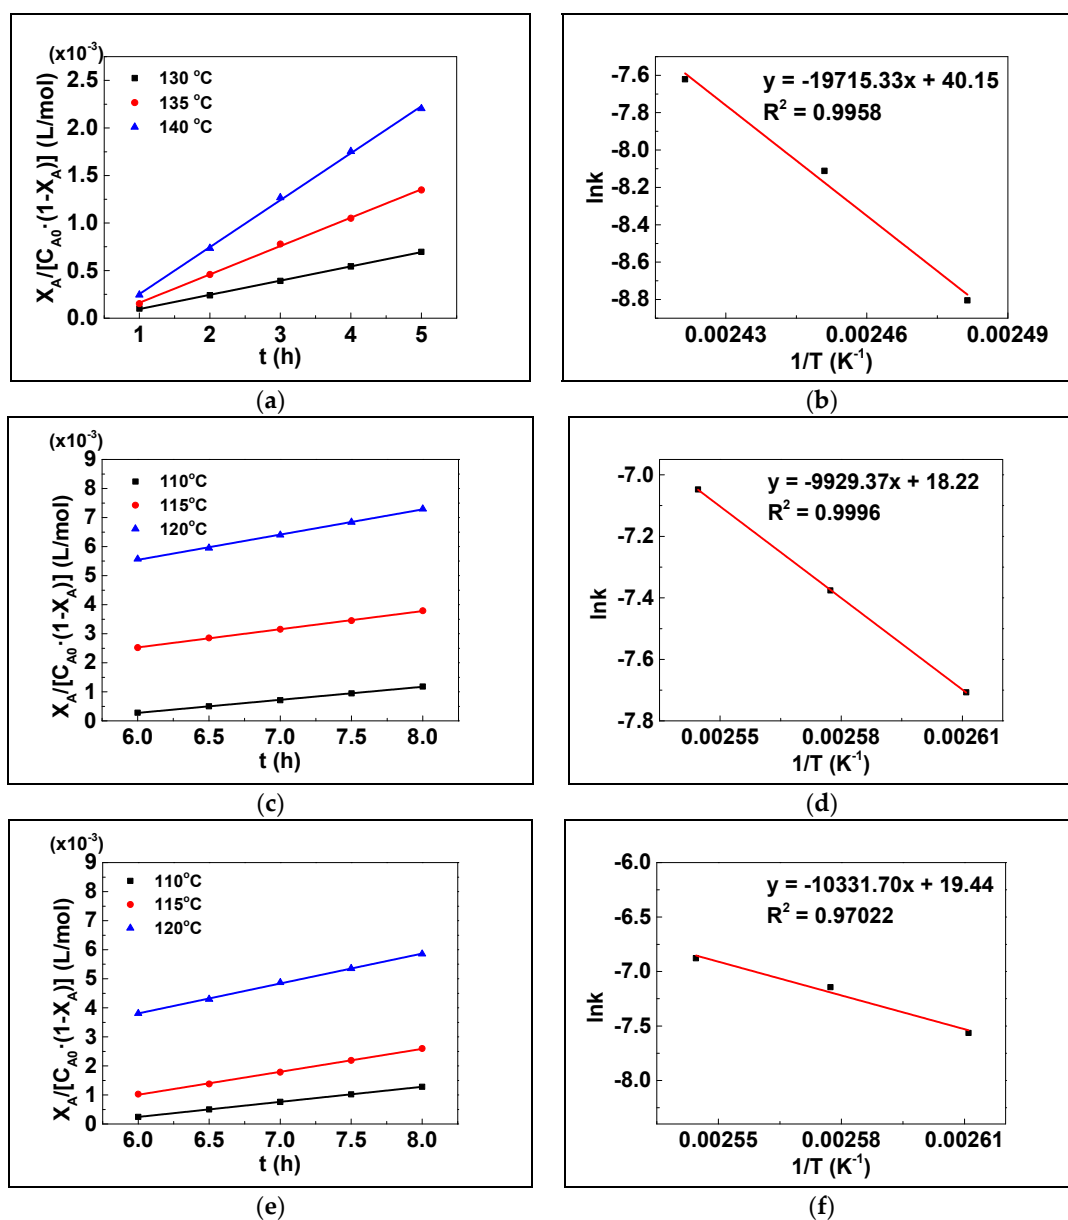 (x10-3)
X_A/[C_A0·(1-X_A)] (L/mol)
2.5
2.0
1.5
1.0
0.5
0.0
130 °C
135 °C
140 °C
1 2 3 4 5
t (h)
(a)
lnk
-7.6
-7.8
-8.0
-8.2
-8.4
-8.6
-8.8
y = -19715.33x + 40.15
R² = 0.9958
0.00243 0.00246 0.00249
1/T (K⁻¹)
(b)
(x10-3)
X_A/[C_A0·(1-X_A)] (L/mol)
9
8
7
6
5
4
3
2
1
0
110°C
115°C
120°C
6.0 6.5 7.0 7.5 8.0
t (h)
(c)
lnk
-7.0
-7.2
-7.4
-7.6
-7.8
y = -9929.37x + 18.22
R² = 0.9996
0.00255 0.00258 0.00261
1/T (K⁻¹)
(d)
(x10-3)
X_A/[C_A0·(1-X_A)] (L/mol)
9
8
7
6
5
4
3
2
1
0
110°C
115°C
120°C
6.0 6.5 7.0 7.5 8.0
t (h)
(e)
lnk
-6.0
-6.5
-7.0
-7.5
-8.0
y = -10331.70x + 19.44
R² = 0.97022
0.00255 0.00258 0.00261
1/T (K⁻¹)
(f)